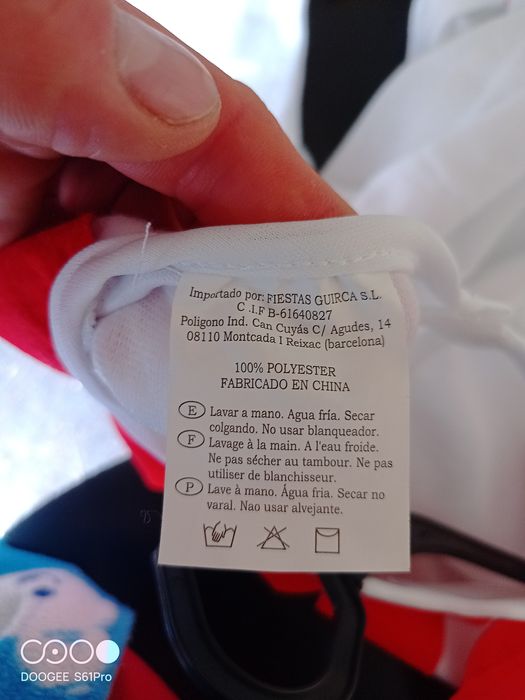 Importado por: FIESTAS GUIRCA S.L.
C .I.F B-61640827
Poligono Ind. Can Cuyás C/ Agudes, 14
08110 Montcada I Reixac (barcelona)
100% POLYESTER
FABRICADO EN CHINA
E Lavar a mano. Agua fría. Secar
colgando. No usar blanqueador.
F Lavage à la main. A l'eau froide.
Ne pas sécher au tambour. Ne pas
utiliser de blanchisseur.
P Lave à mano. Água fria. Secar no
varal. Nao usar alvejante.
DOOGEE S61Pro